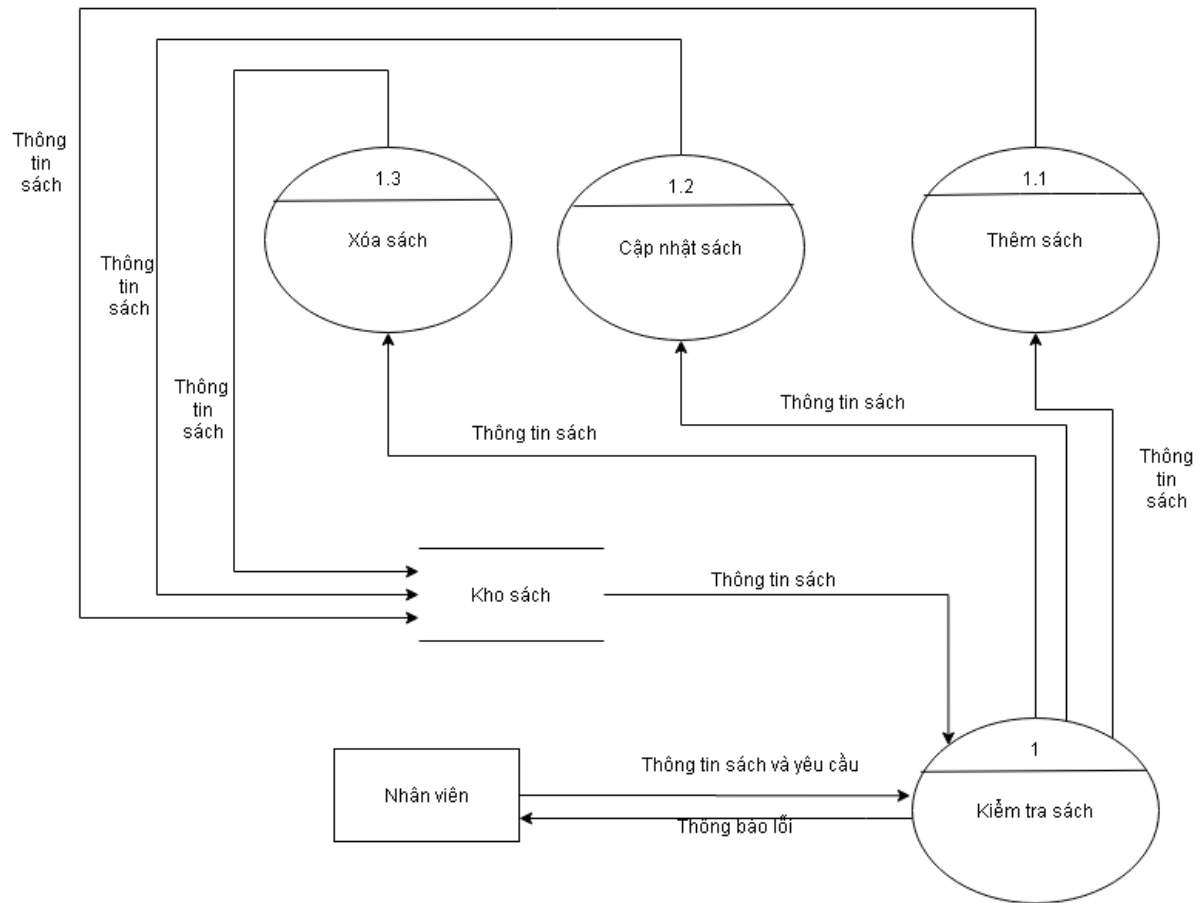 Thông
tin
sách
1.3
Xóa sách
1.2
Cập nhật sách
1.1
Thêm sách
Thông
tin
sách
Thông
tin
sách
Thông tin sách
Thông tin sách
Thông
tin
sách
Kho sách
Thông tin sách
Nhân viên
Thông tin sách và yêu cầu
Thông báo lỗi
1
Kiểm tra sách